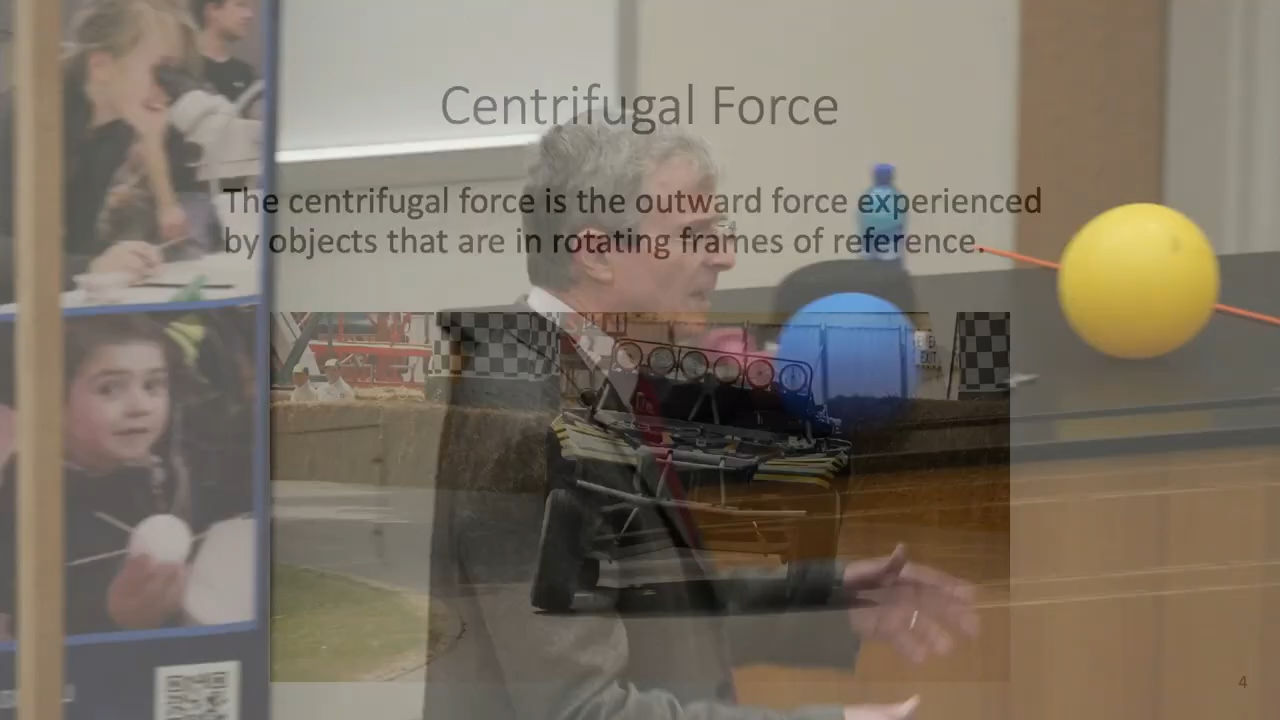 Centrifugal Force
The centrifugal force is the outward force experienced
by objects that are in rotating frames of reference.
4